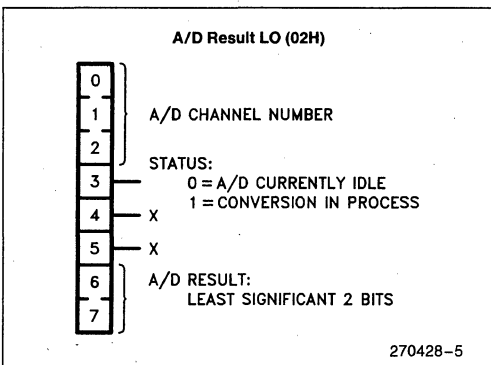 A/D Result LO (02H)
0
1
A/D CHANNEL NUMBER
2
STATUS:
3
0 = A/D CURRENTLY IDLE
1 = CONVERSION IN PROCESS
4
X
5
X
6
A/D RESULT:
LEAST SIGNIFICANT 2 BITS
7
270428-5